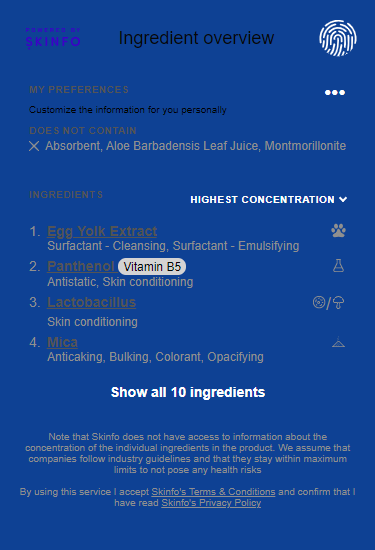 POWERED BY
SKINFO
Ingredient overview
MY PREFERENCES
Customize the information for you personally
DOES NOT CONTAIN
Absorbent, Aloe Barbadensis Leaf Juice, Montmorillonite
INGREDIENTS
HIGHEST CONCENTRATION
1. Egg Yolk Extract
Surfactant - Cleansing, Surfactant - Emulsifying
2. Panthenol Vitamin B5
Antistatic, Skin conditioning
3. Lactobacillus
Skin conditioning
4. Mica
Anticaking, Bulking, Colorant, Opacifying
Show all 10 ingredients
Note that Skinfo does not have access to information about the
concentration of the individual ingredients in the product. We assume that
companies follow industry guidelines and that they stay within maximum
limits to not pose any health risks
By using this service I accept Skinfo's Terms & Conditions and confirm that I
have read Skinfo's Privacy Policy